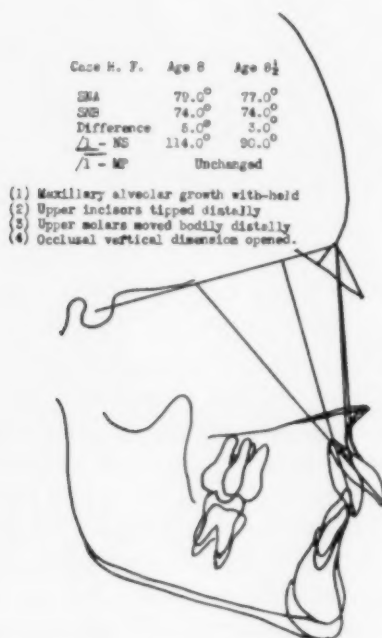 Case H. F. Age 8 Age 8½
SNA 79.0° 77.0°
SNB 74.0° 74.0°
Difference 5.0° 3.0°
/1 - NS 114.0° 90.0°
/1 - MP Unchanged
(1) Maxillary alveolar growth with-held
(2) Upper incisors tipped distally
(3) Upper molars moved bodily distally
(4) Occlusal vertical dimension opened.